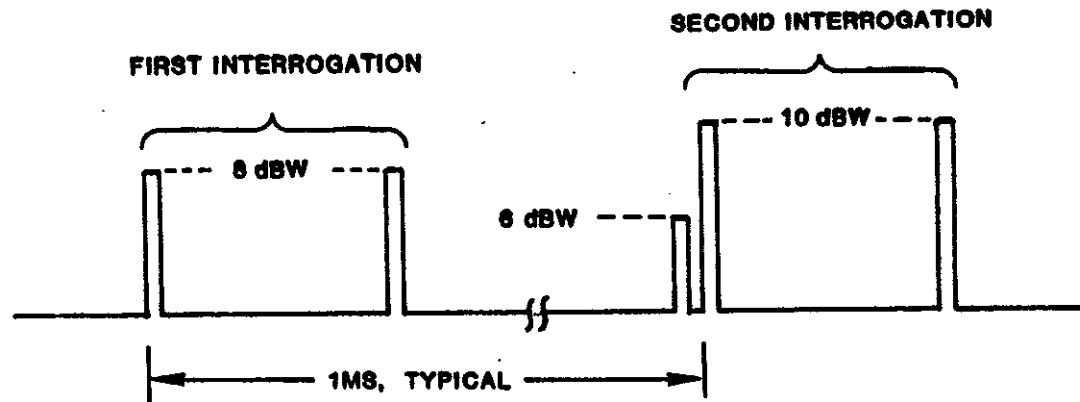 SECOND INTERROGATION
FIRST INTERROGATION
10 dBW
8 dBW
6 dBW
1MS, TYPICAL